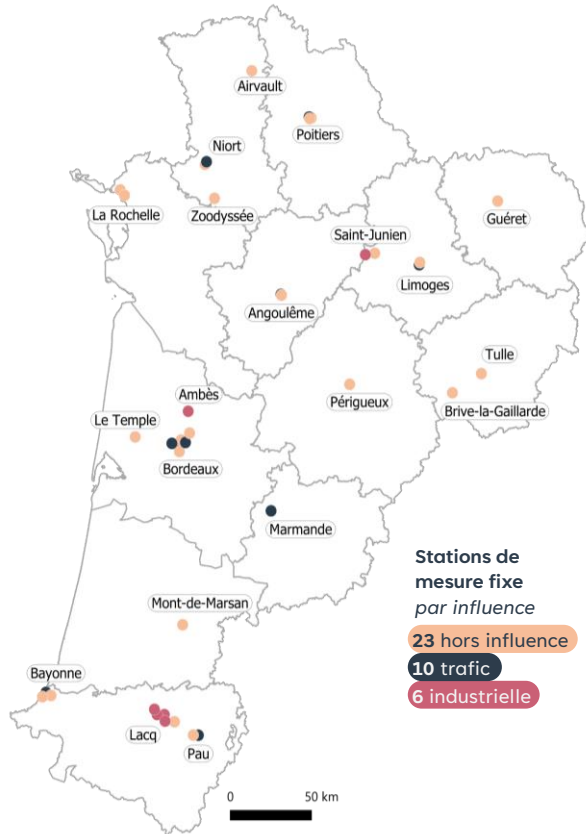 Airvault
Poitiers
Niort
La Rochelle
Zoodyssée
Guéret
Saint-Junien
Limoges
Angoulême
Tulle
Périgueux
Brive-la-Gaillarde
Ambès
Le Temple
Bordeaux
Marmande
Mont-de-Marsan
Bayonne
Lacq
Pau
Stations de
mesure fixe
par influence
23 hors influence
10 trafic
6 industrielle
0 50 km